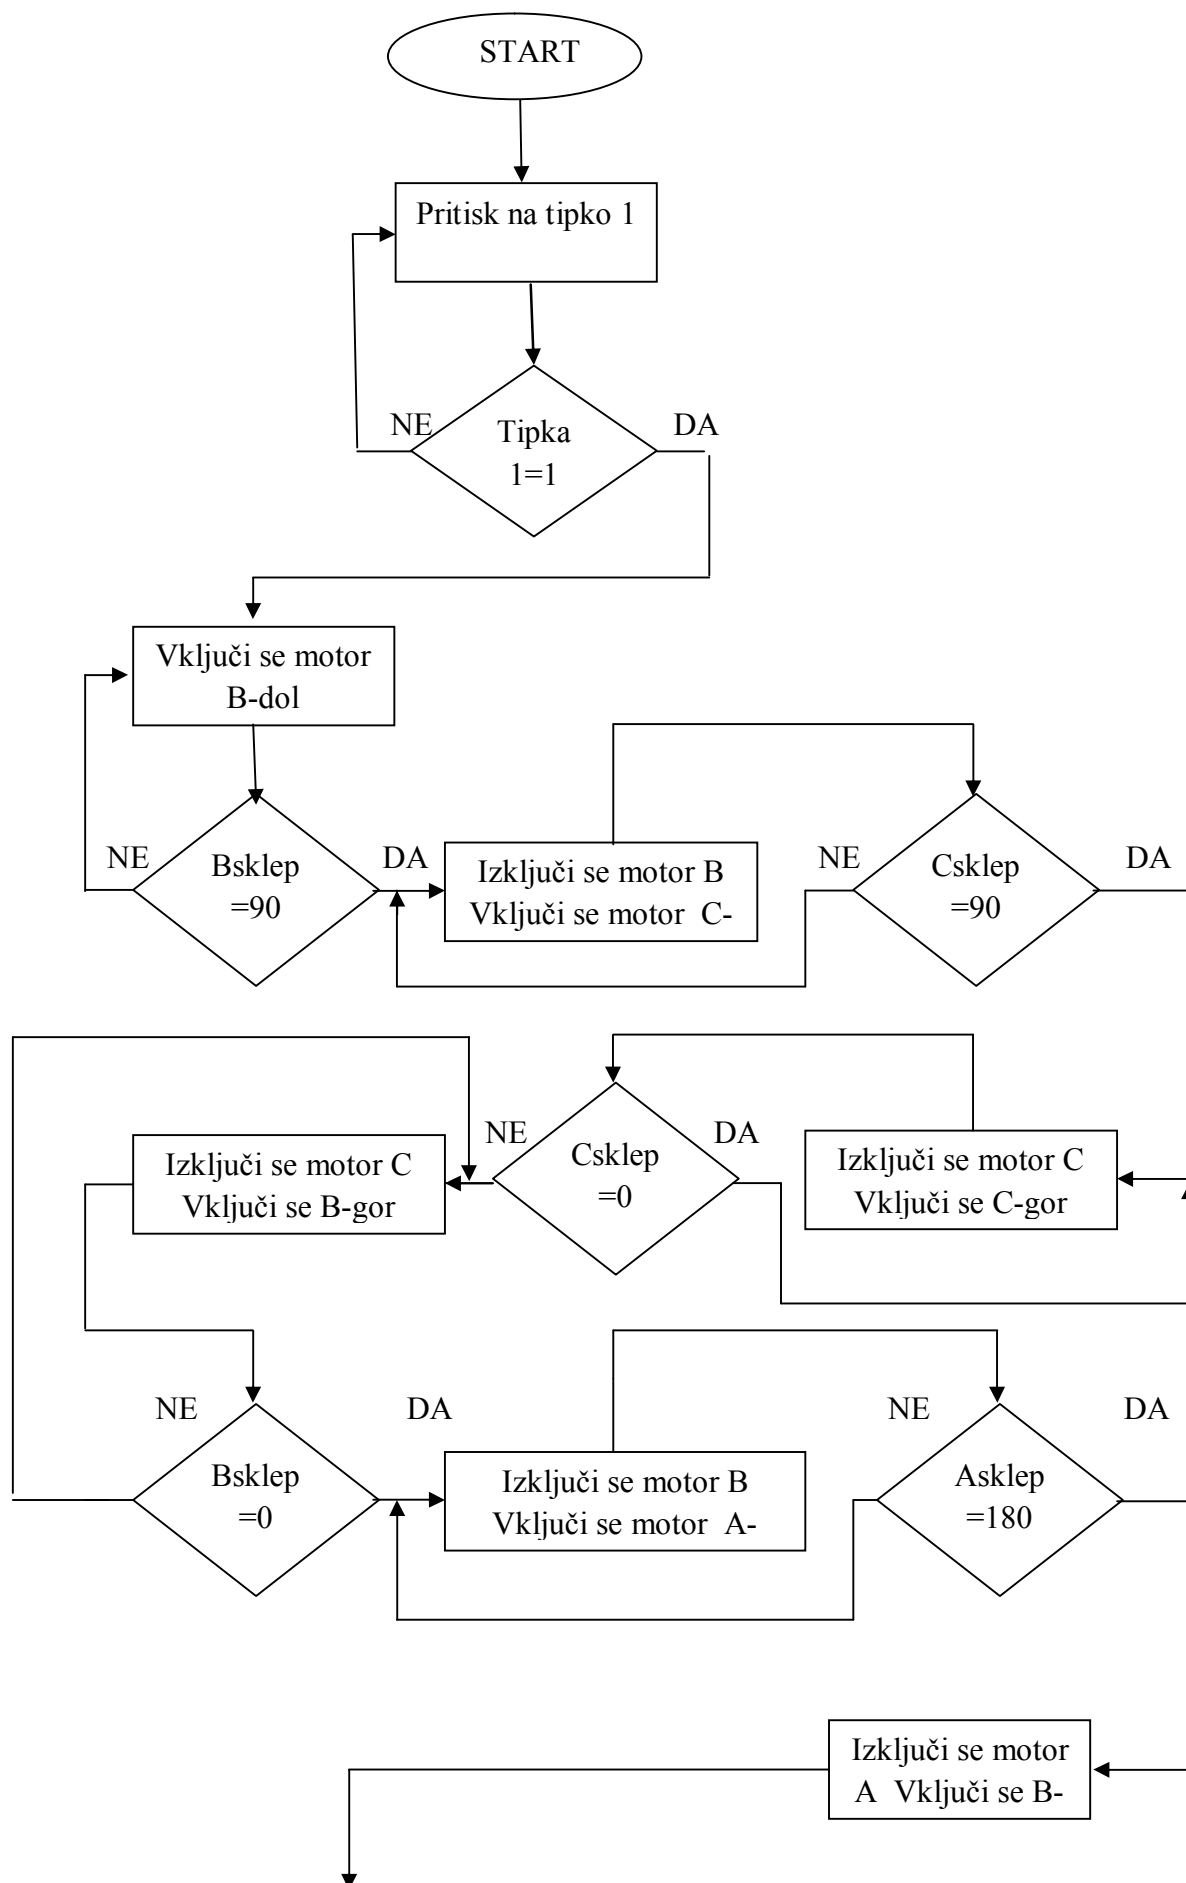 START
Pritisk na tipko 1
NE
Tipka
1=1
DA
Vključi se motor
B-dol
NE
Bsklep
=90
DA
Izključi se motor B
Vključi se motor C-
NE
Csklep
=90
DA
Izključi se motor C
Vključi se B-gor
NE
Csklep
=0
DA
Izključi se motor C
Vključi se C-gor
NE
Bsklep
=0
DA
Izključi se motor B
Vključi se motor A-
NE
Asklep
=180
DA
Izključi se motor
A Vključi se B-